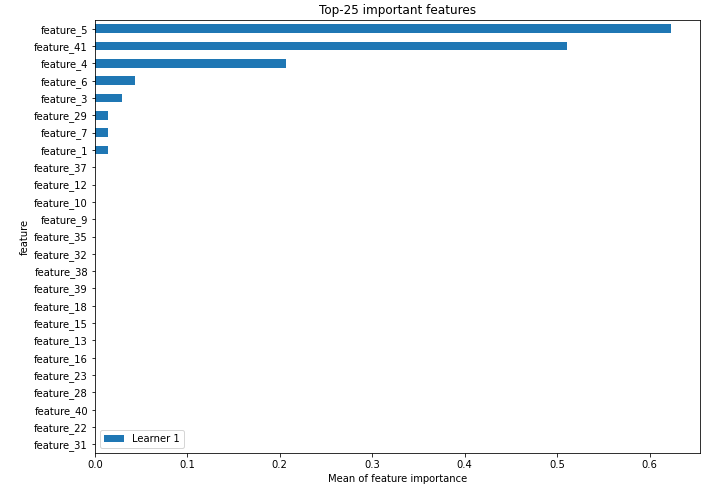 Top-25 important features
feature_5
feature_41
feature_4
feature_6
feature_3
feature_29
feature_7
feature_1
feature_37
feature_12
feature_10
feature_9
feature_35
feature_32
feature_38
feature_39
feature_18
feature_15
feature_13
feature_16
feature_23
feature_28
feature_40
feature_22
feature_31
feature
Learner 1
0.0 0.1 0.2 0.3 0.4 0.5 0.6
Mean of feature importance